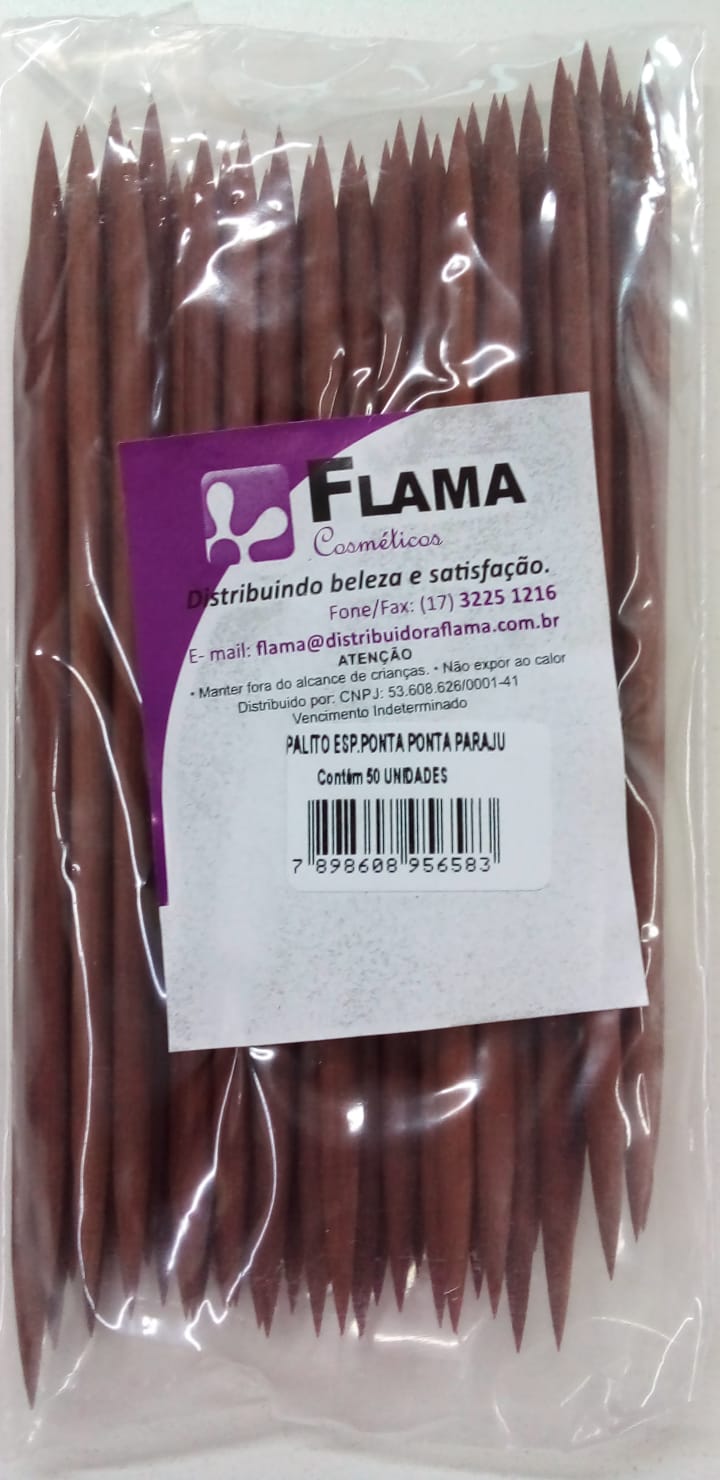 FLAMA
Cosméticos
Distribuindo beleza e satisfação.
Fone/Fax: (17) 3225 1216
E- mail: flama@distribuidoraflama.com.br
ATENÇÃO
• Manter fora do alcance de crianças. • Não expor ao calor
Distribuido por: CNPJ: 53.608.626/0001-41
Vencimento Indeterminado
PALITO ESP.PONTA PONTA PARAJU
Contém 50 UNIDADES
7 898608 956583